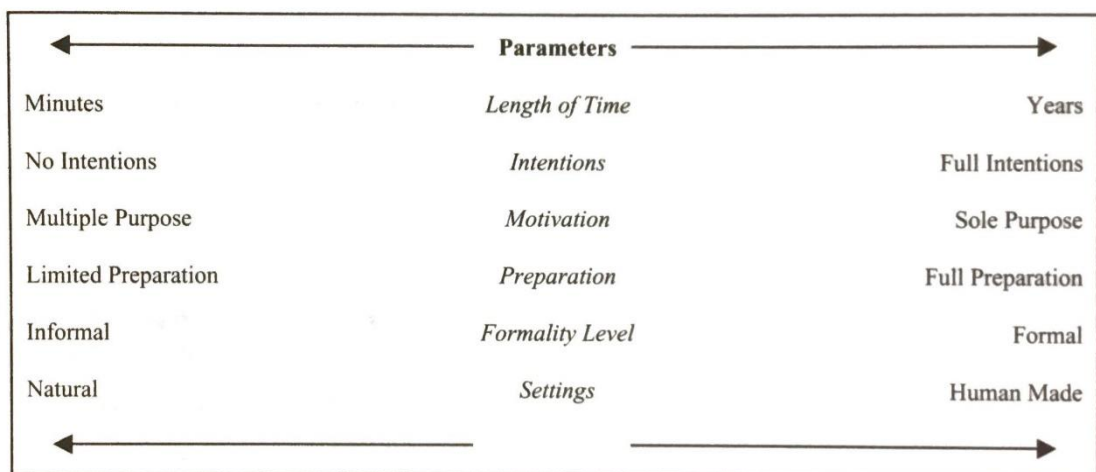 Parameters
Minutes Length of Time Years
No Intentions Intentions Full Intentions
Multiple Purpose Motivation Sole Purpose
Limited Preparation Preparation Full Preparation
Informal Formality Level Formal
Natural Settings Human Made